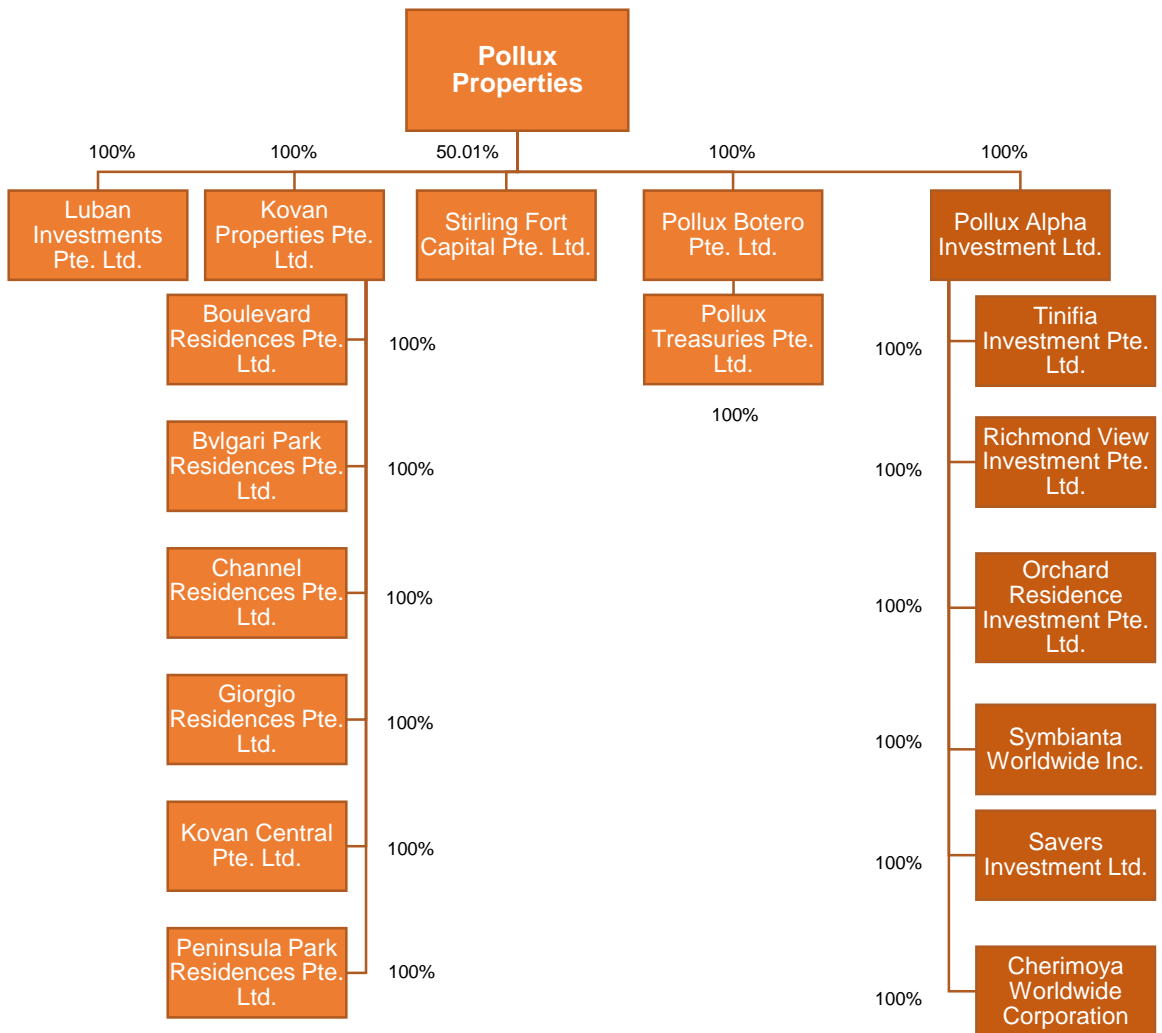 Pollux
Properties
100%
100%
50.01%
100%
100%
Luban
Investments
Pte. Ltd.
Kovan
Properties Pte.
Ltd.
Stirling Fort
Capital Pte. Ltd.
Pollux Botero
Pte. Ltd.
Pollux Alpha
Investment Ltd.
Boulevard
Residences Pte.
Ltd.
100%
Bvlgari Park
Residences Pte.
Ltd.
100%
Channel
Residences Pte.
Ltd.
100%
Giorgio
Residences Pte.
Ltd.
100%
Kovan Central
Pte. Ltd.
100%
Peninsula Park
Residences Pte.
Ltd.
100%
Pollux
Treasuries Pte.
Ltd.
100%
100%
Tinifia
Investment Pte.
Ltd.
100%
Richmond View
Investment Pte.
Ltd.
100%
Orchard
Residence
Investment Pte.
Ltd.
100%
Symbianta
Worldwide Inc.
100%
Savers
Investment Ltd.
100%
Cherimoya
Worldwide
Corporation